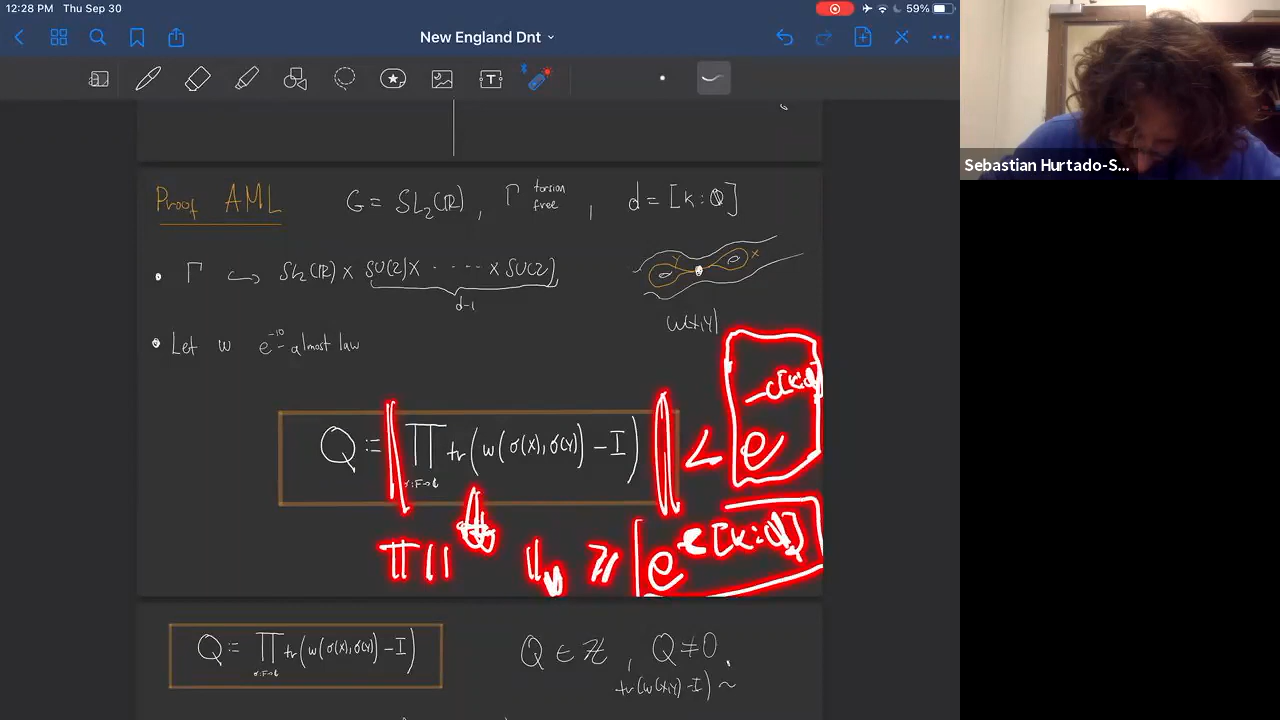 12:28 PM Thu Sep 30
59%
New England Dnt
Proof AML
G = SL₂(ℝ), Γ torsion free, d = [k:ℚ]
• Γ ↪ SL₂(ℝ) × SU(2) × ····· × SU(2)
d-1
Y X
w(x,y)
• Let w e⁻¹⁰-almost law
Q := ‖ ∏ tr(w(σ(x),σ(y)) - I) ‖ < e^{-c[k:ℚ]}
∏ ‖ ‖ᵥ ≥ e^{-c[k:ℚ]}
Q := ∏ tr(w(σ(x),σ(y)) - I)
Q ∈ ℤ, Q ≠ 0.
tr(w(x,y) - I) ~
Sebastian Hurtado-S...